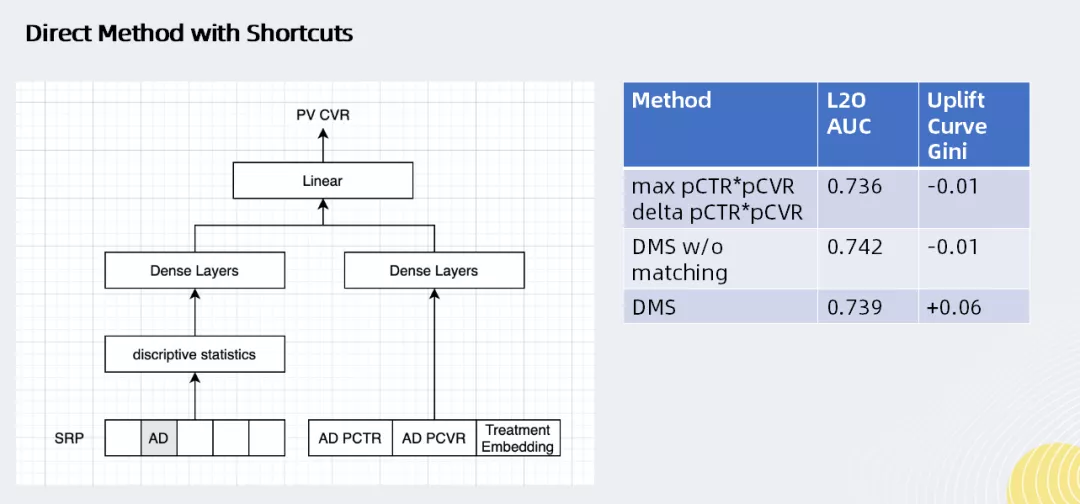 Direct Method with Shortcuts
PV CVR
Linear
Dense Layers
Dense Layers
discriptive statistics
SRP
AD
AD PCTR
AD PCVR
Treatment
Embedding
Method
L2O
AUC
Uplift
Curve
Gini
max pCTR*pCVR
delta pCTR*pCVR
0.736
-0.01
DMS w/o
matching
0.742
-0.01
DMS
0.739
+0.06